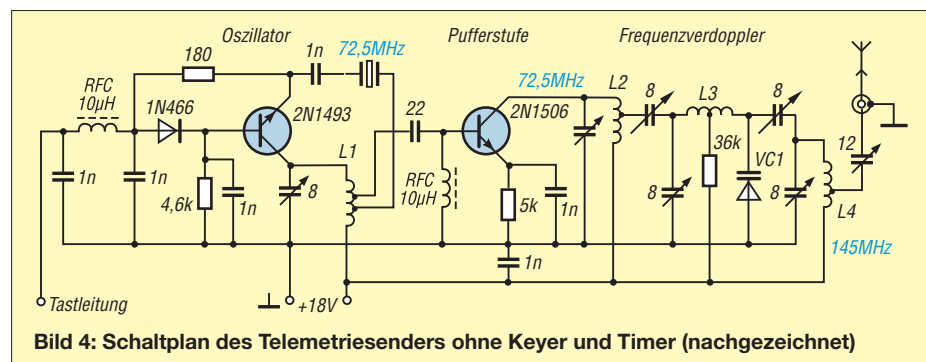 Oszillator
Pufferstufe
Frequenzverdoppler
180
1n
72,5MHz
72,5MHz
L2
8
L3
8
RFC
10µH
1N466
2N1493
22
2N1506
36k
VC1
12
L1
1n
1n
4,6k
1n
8
RFC
10µH
5k
1n
8
8
L4
1n
145MHz
Tastleitung
+18V
Bild 4: Schaltplan des Telemetriesenders ohne Keyer und Timer (nachgezeichnet)